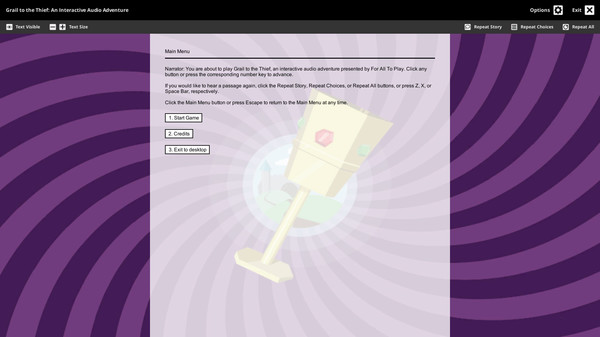 Grail to the Thief: An Interactive Audio Adventure
Options
Exit
Text Visible
Text Size
Repeat Story
Repeat Choices
Repeat All
Main Menu
Narrator: You are about to play Grail to the Thief, an interactive audio adventure presented by For All To Play. Click any
button or press the corresponding number key to advance.
If you would like to hear a passage again, click the Repeat Story, Repeat Choices, or Repeat All buttons, or press Z, X, or
Space Bar, respectively.
Click the Main Menu button or press Escape to return to the Main Menu at any time.
1. Start Game
2. Credits
3. Exit to desktop